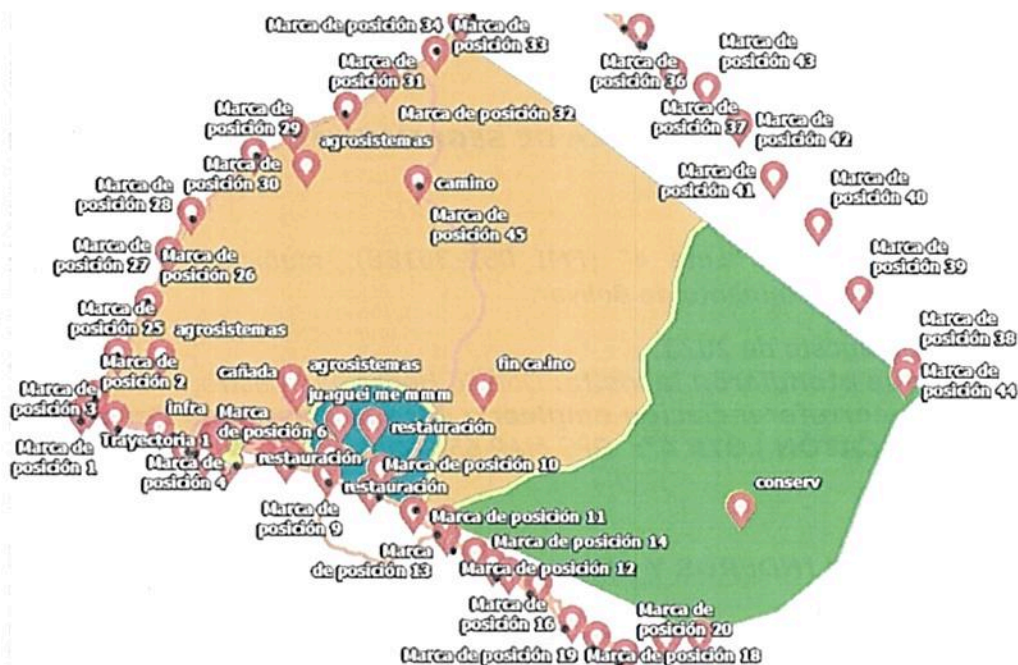 Marca de posición 34
Marca de
posición 33
Marca de
posición 43
Marca de
posición 31
Marca de
posición 36
Marca de posición 32
Marca de
posición 29
agrosistemas
Marca de
posición 37
Marca de
posición 42
Marca de
posición 30
camino
Marca de
posición 41
Marca de
posición 28
Marca de
posición 40
Marca de
posición 45
Marca de
posición 27
Marca de
posición 26
Marca de
posición 39
Marca de
posición 25
agrosistemas
Marca de
posición 38
Marca de
posición 2
cañada
agrosistemas
fin ca.ino
Marca de
posición 44
Marca de
posición 3
juaguei me mmm
infra
Marca
de posición 6
restauración
Trayectoria 1
Marca de
posición 1
restauración
Marca de posición 10
Marca de
posición 4
restauración
conserv
Marca de
posición 9
Marca de posición 11
Marca de posición 14
Marca
de posición 13
Marca de posición 12
Marca de
posición 16
Marca de
posición 20
Marca de posición 19
Marca de posición 18